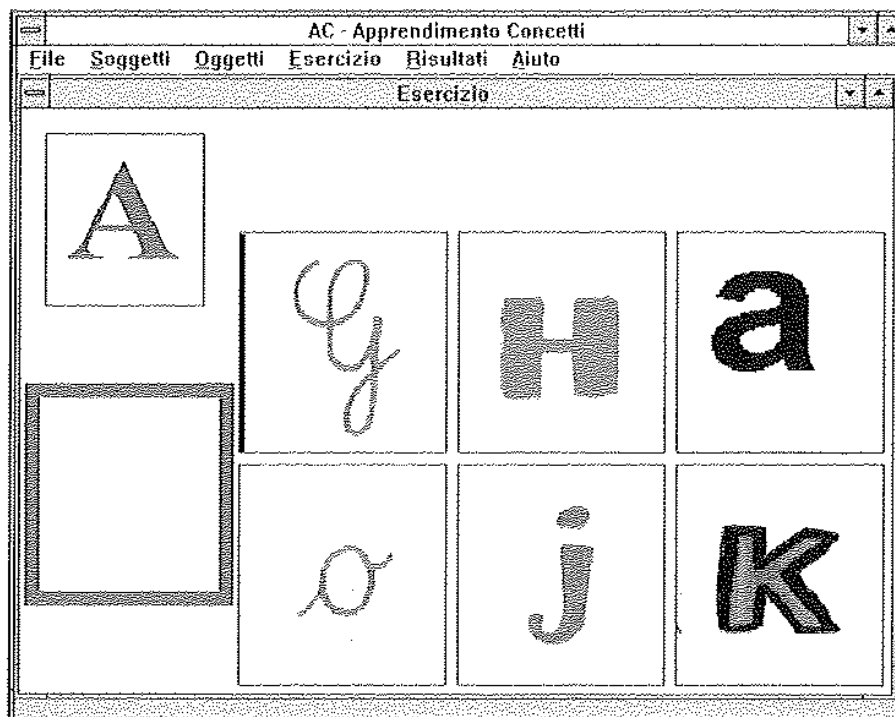 AC - Apprendimento Concetti
File Soggetti Oggetti Esercizio Risultati Aiuto
Esercizio
A
G H a
o j K